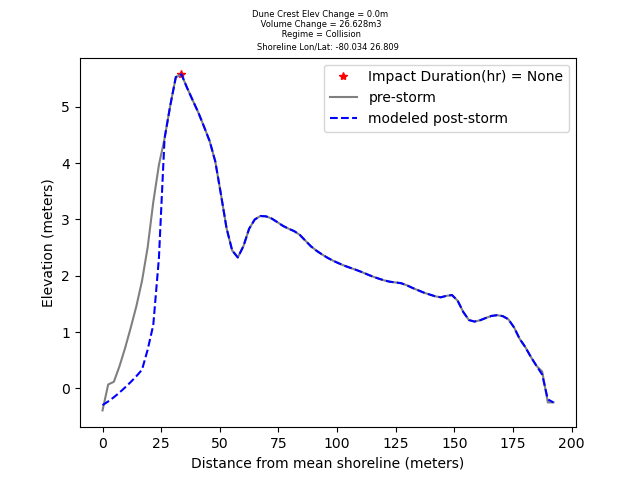 Dune Crest Elev Change = 0.0m
Volume Change = 26.628m3
Regime = Collision
Shoreline Lon/Lat: -80.034 26.809
Impact Duration(hr) = None
pre-storm
modeled post-storm
Elevation (meters)
5
4
3
2
1
0
0 25 50 75 100 125 150 175 200
Distance from mean shoreline (meters)